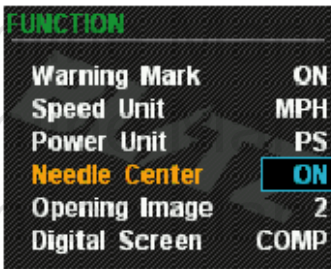 FUNCTION
Warning Mark ON
Speed Unit MPH
Power Unit PS
Needle Center ON
Opening Image 2
Digital Screen COMP
BLITZ